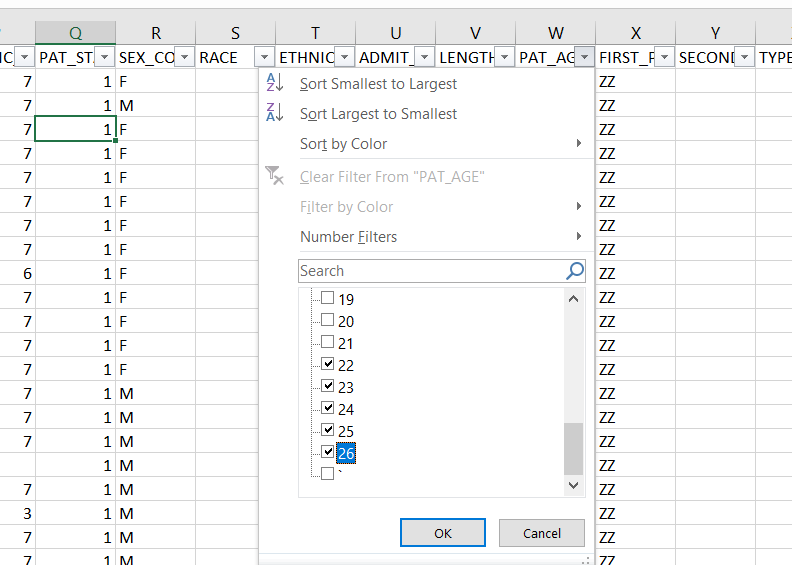 Q R S T U V W X Y
PAT_ST SEX_CO RACE ETHNIC ADMIT_ LENGTH PAT_AG FIRST_P SECOND TYPE
7 1 F ZZ
7 1 M ZZ
7 1 F ZZ
7 1 F ZZ
7 1 F ZZ
7 1 F ZZ
7 1 F ZZ
7 1 F ZZ
6 1 F ZZ
7 1 F ZZ
7 1 F ZZ
7 1 F ZZ
7 1 F ZZ
7 1 M ZZ
7 1 M ZZ
7 1 M ZZ
1 M ZZ
7 1 M ZZ
3 1 M ZZ
7 1 M ZZ
7 1 M ZZ
Sort Smallest to Largest
Sort Largest to Smallest
Sort by Color
Clear Filter From "PAT_AGE"
Filter by Color
Number Filters
Search
19
20
21
22
23
24
25
26
`
OK Cancel